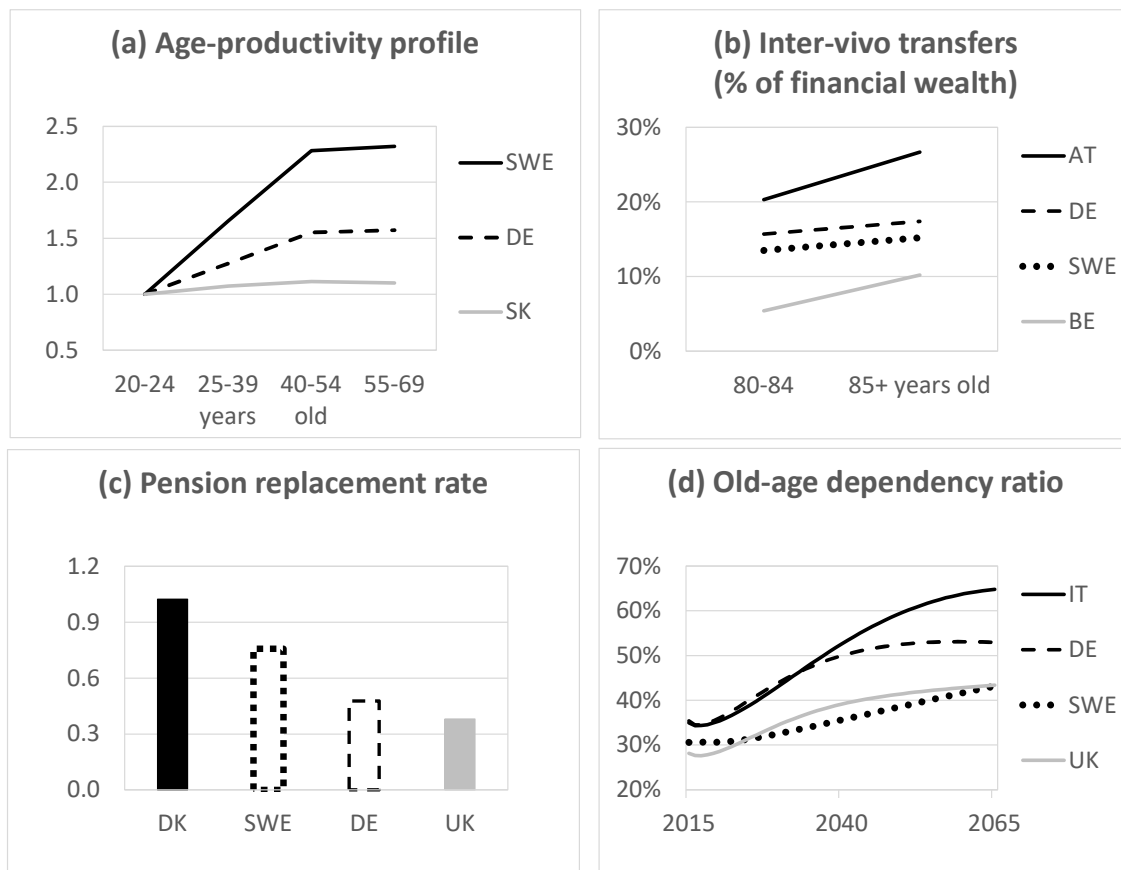 (a) Age-productivity profile
2.5
2.0
1.5
1.0
0.5
20-24 25-39 40-54 55-69
years old
SWE
DE
SK
(b) Inter-vivo transfers
(% of financial wealth)
30%
20%
10%
0%
80-84 85+ years old
AT
DE
SWE
BE
(c) Pension replacement rate
1.2
0.9
0.6
0.3
0.0
DK SWE DE UK
(d) Old-age dependency ratio
70%
60%
50%
40%
30%
20%
2015 2040 2065
IT
DE
SWE
UK